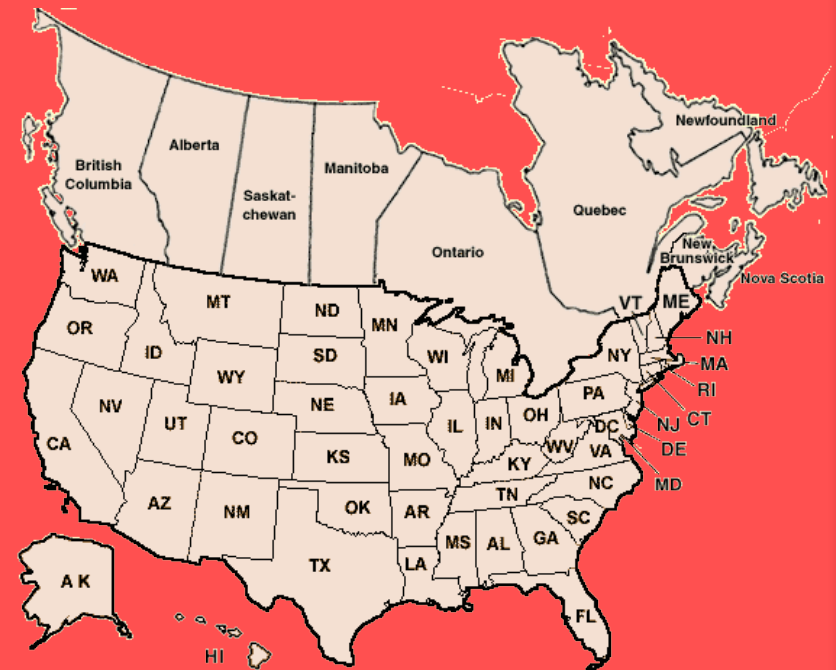 Newfoundland
Alberta
British
Columbia
Manitoba
Saskat-
chewan
Quebec
Ontario
New
Brunswick
Nova Scotia
WA
MT
ND
MN
VT
ME
OR
ID
SD
WI
NY
NH
MA
WY
MI
RI
NV
UT
NE
IA
PA
CT
CO
IL
IN
OH
NJ
DC
DE
CA
KS
MO
KY
WV
VA
MD
AZ
NM
OK
AR
TN
NC
SC
MS
AL
GA
TX
LA
A K
FL
HI